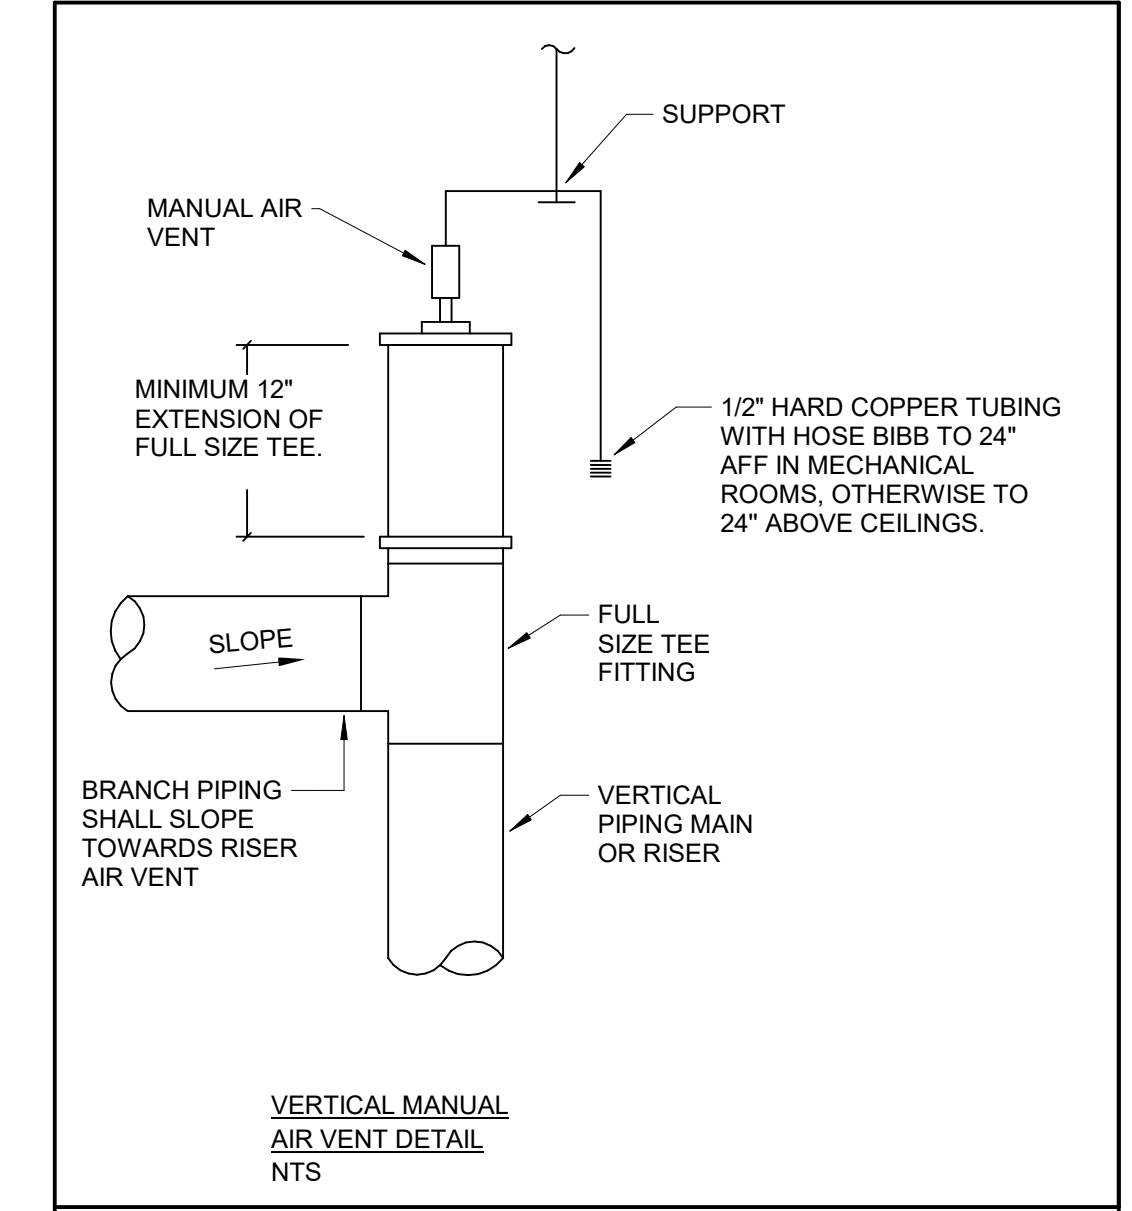 SUPPORT
MANUAL AIR
VENT
MINIMUM 12"
EXTENSION OF
FULL SIZE TEE.
1/2" HARD COPPER TUBING
WITH HOSE BIBB TO 24"
AFF IN MECHANICAL
ROOMS, OTHERWISE TO
24" ABOVE CEILINGS.
SLOPE
FULL
SIZE TEE
FITTING
BRANCH PIPING
SHALL SLOPE
TOWARDS RISER
AIR VENT
VERTICAL
PIPING MAIN
OR RISER
VERTICAL MANUAL
AIR VENT DETAIL
NTS